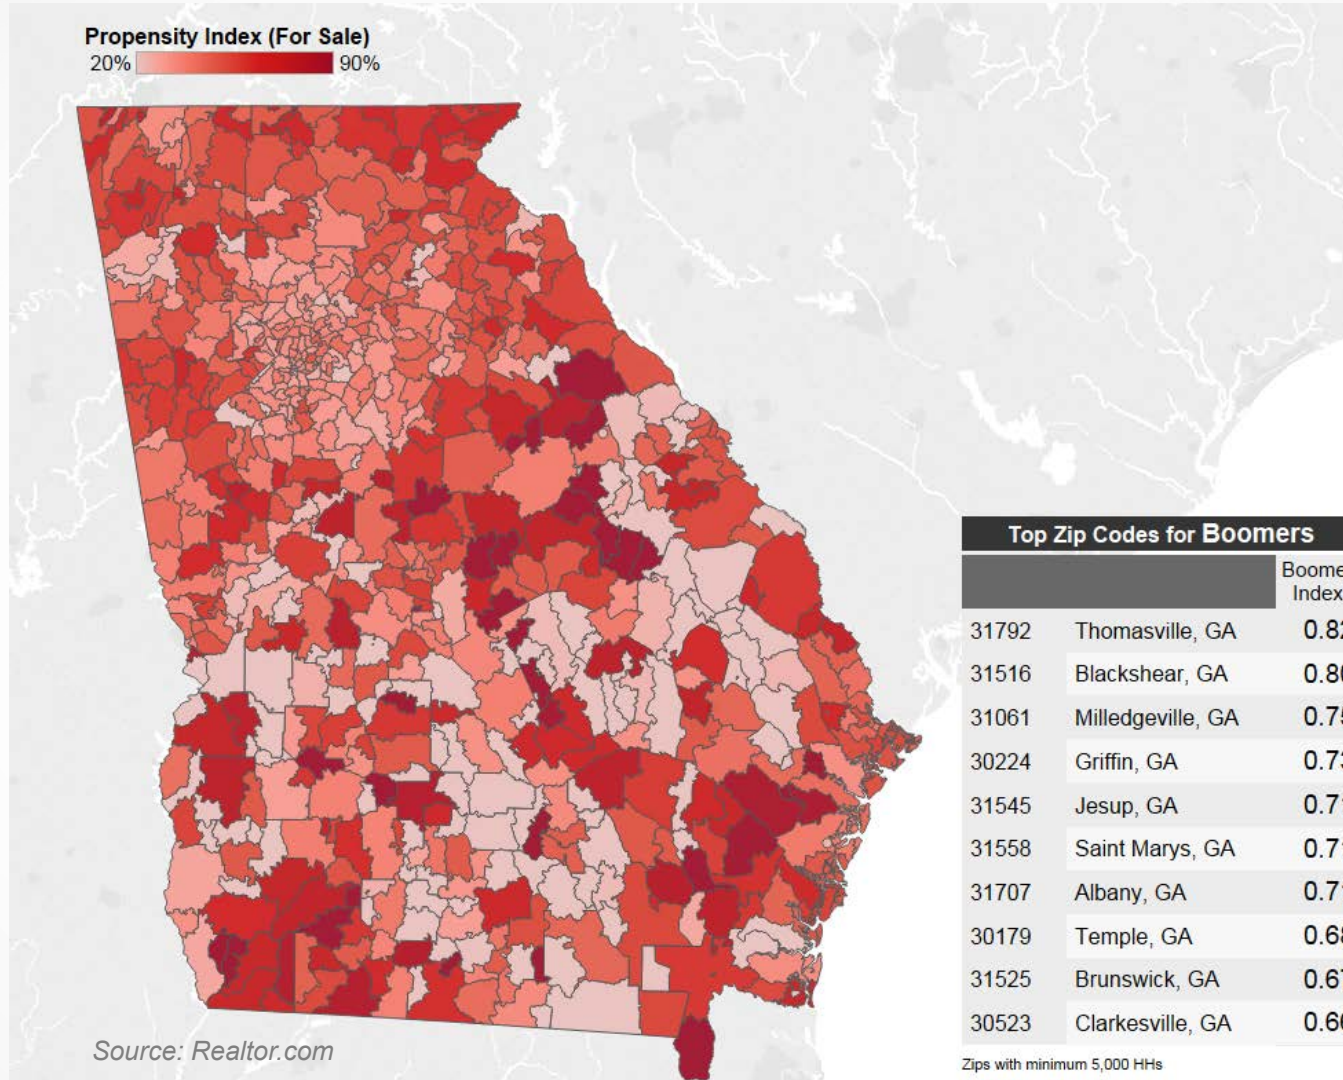 Propensity Index (For Sale)
20% 90%
Top Zip Codes for Boomers
Boome
Index
31792 Thomasville, GA
31516 Blackshear, GA
31061 Milledgeville, GA
30224 Griffin, GA
31545 Jesup, GA
31558 Saint Marys, GA
31707 Albany, GA
30179 Temple, GA
31525 Brunswick, GA
30523 Clarkesville, GA
Zips with minimum 5,000 HHs
Source: Realtor.com